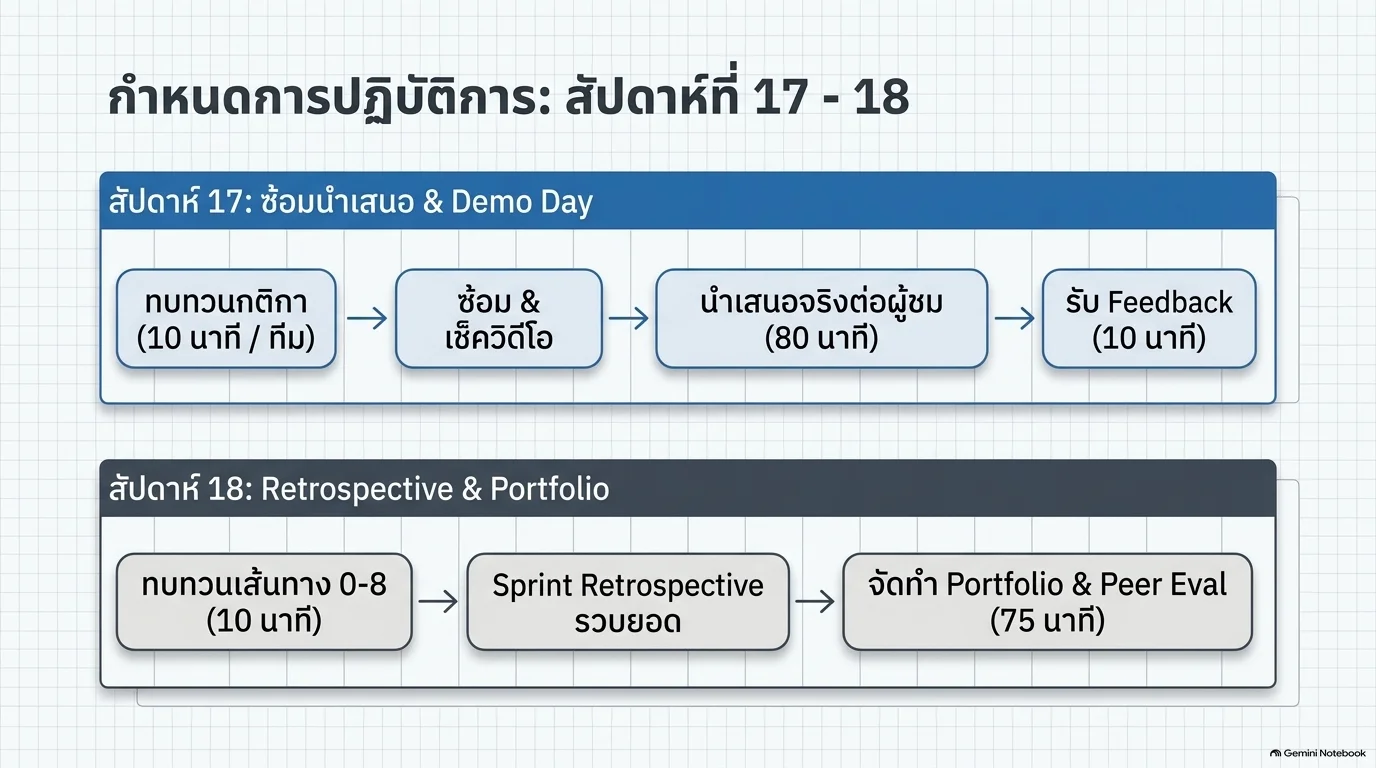 กำหนดการปฏิบัติการ: สัปดาห์ที่ 17 - 18
สัปดาห์ 17: ซ้อมนำเสนอ & Demo Day
ทบทวนกติกา
(10 นาที / ทีม)
ซ้อม &
เช็ควิดีโอ
นำเสนอจริงต่อผู้ชม
(80 นาที)
รับ Feedback
(10 นาที)
สัปดาห์ 18: Retrospective & Portfolio
ทบทวนเส้นทาง 0-8
(10 นาที)
Sprint Retrospective
รวบยอด
จัดทำ Portfolio & Peer Eval
(75 นาที)
Gemini Notebook